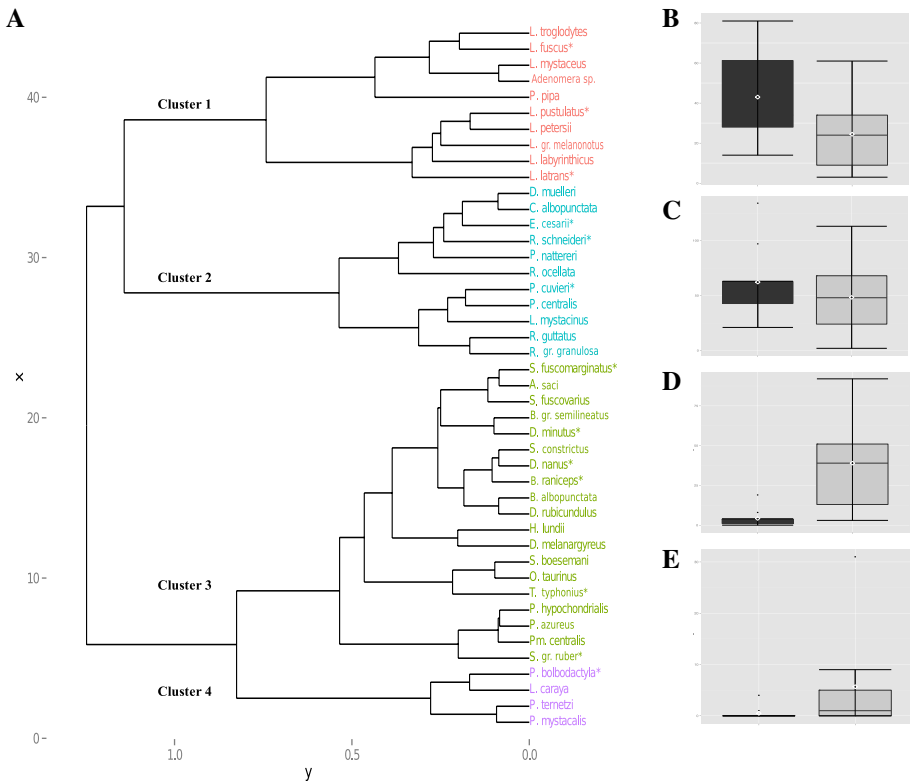 A
40
30
20
10
0
x
1.0
0.5
0.0
y
Cluster 1
Cluster 2
Cluster 3
Cluster 4
L. troglodytes
L. fuscus*
L. mystaceus
Adenomera sp.
P. pipa
L. pustulatus*
L. petersii
L. gr. melanonotus
L. labyrinthicus
L. latrans*
D. muelleri
C. albopunctata
E. cesarii*
R. schneideri*
P. nattereri
R. ocellata
P. cuvieri*
P. centralis
L. mystacinus
R. guttatus
R. gr. granulosa
S. fuscomarginatus*
A. saci
S. fuscovarius
B. gr. semilineatus
D. minutus*
S. constrictus
D. nanus*
B. raniceps*
B. albopunctata
D. rubicundulus
H. lundii
D. melanargyreus
S. boesemani
O. taurinus
T. typhonius*
P. hypochondrialis
P. azureus
Pm. centralis
S. gr. ruber*
P. bolbodactyla*
L. caraya
P. ternetzi
P. mystacalis
B
C
D
E